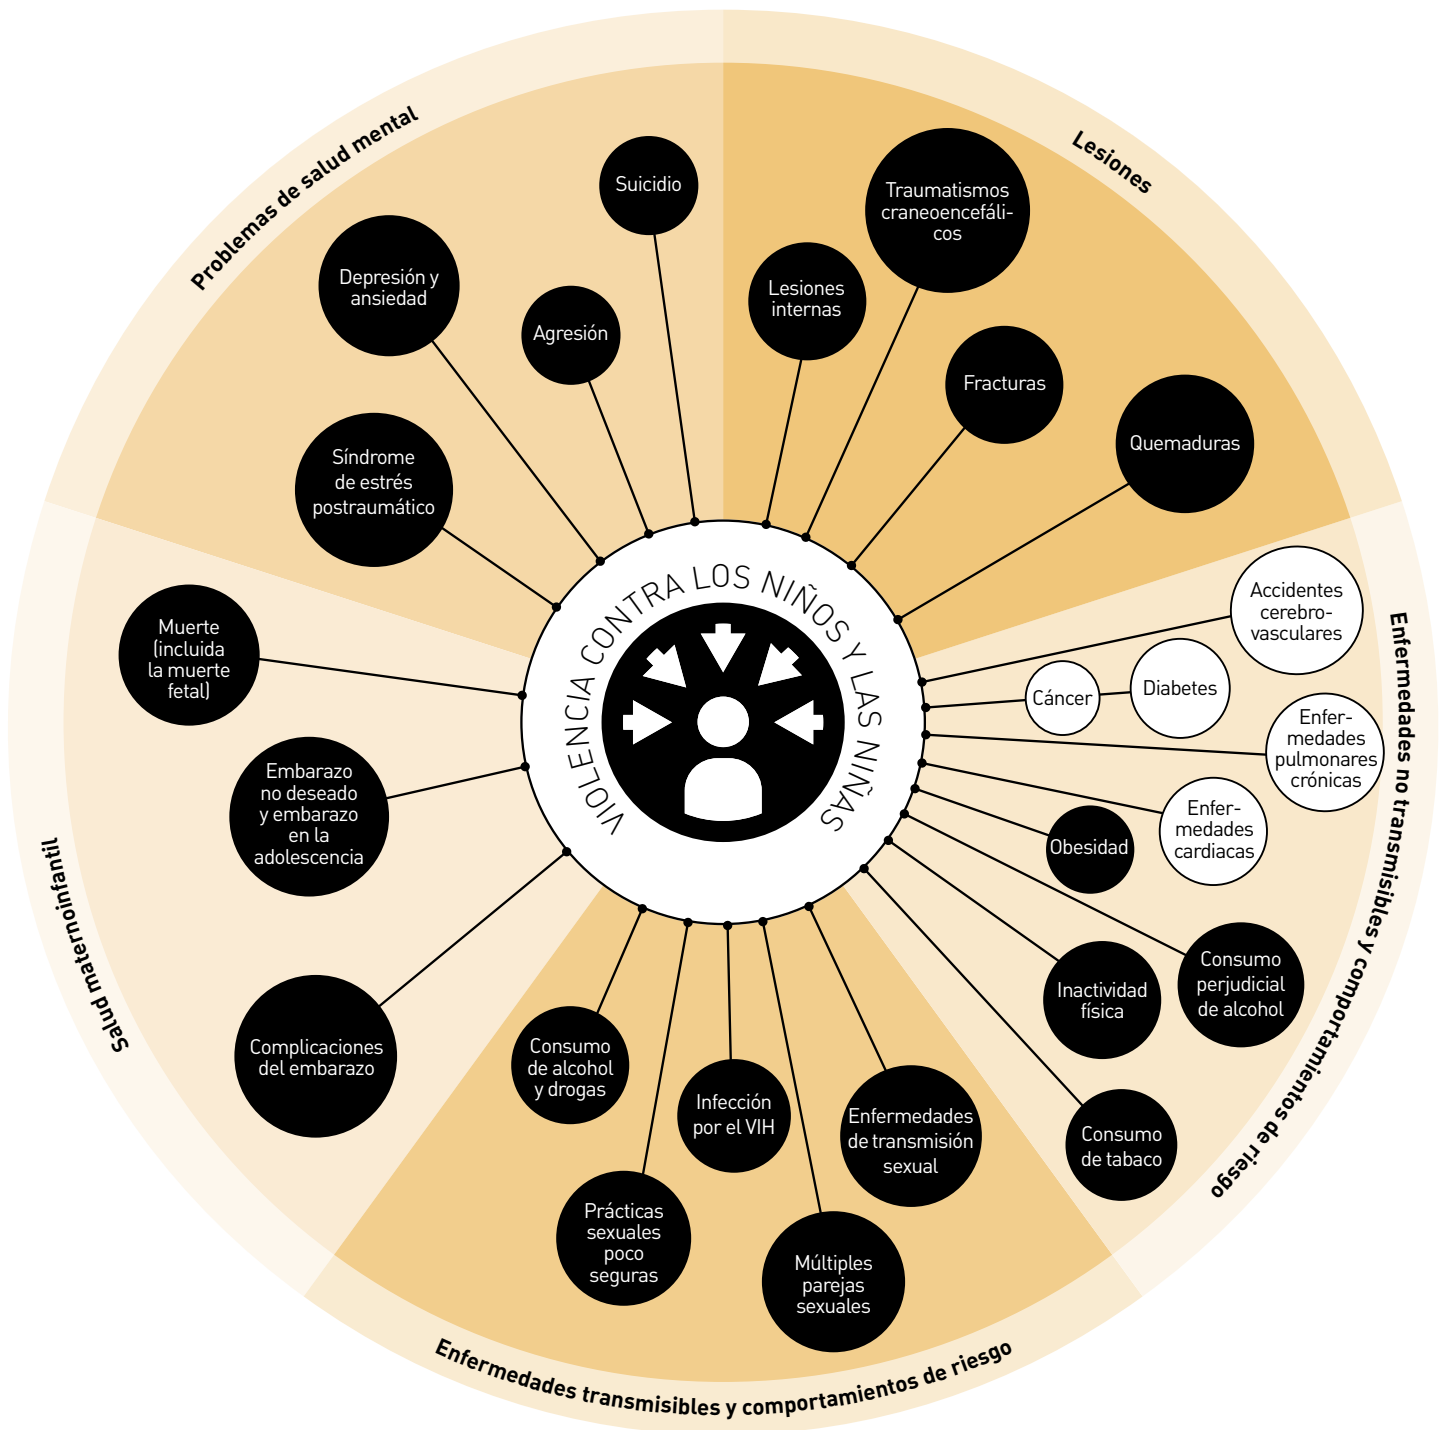 VIOLENCIA CONTRA LOS NIÑOS Y LAS NIÑAS
Problemas de salud mental
Suicidio
Depresión y
ansiedad
Agresión
Síndrome
de estrés
postraumático
Lesiones
Traumatismos
craneoencefáli-
cos
Lesiones
internas
Fracturas
Quemaduras
Enfermedades no transmisibles y comportamientos de riesgo
Accidentes
cerebro-
vasculares
Cáncer
Diabetes
Enfer-
medades
pulmonares
crónicas
Enfer-
medades
cardiacas
Obesidad
Consumo
perjudicial
de alcohol
Inactividad
física
Consumo
de tabaco
Enfermedades transmisibles y comportamientos de riesgo
Enfermedades
de transmisión
sexual
Múltiples
parejas
sexuales
Infección
por el VIH
Prácticas
sexuales
poco
seguras
Consumo
de alcohol
y drogas
Salud maternoinfantil
Complicaciones
del embarazo
Embarazo
no deseado
y embarazo
en la
adolescencia
Muerte
(incluida
la muerte
fetal)